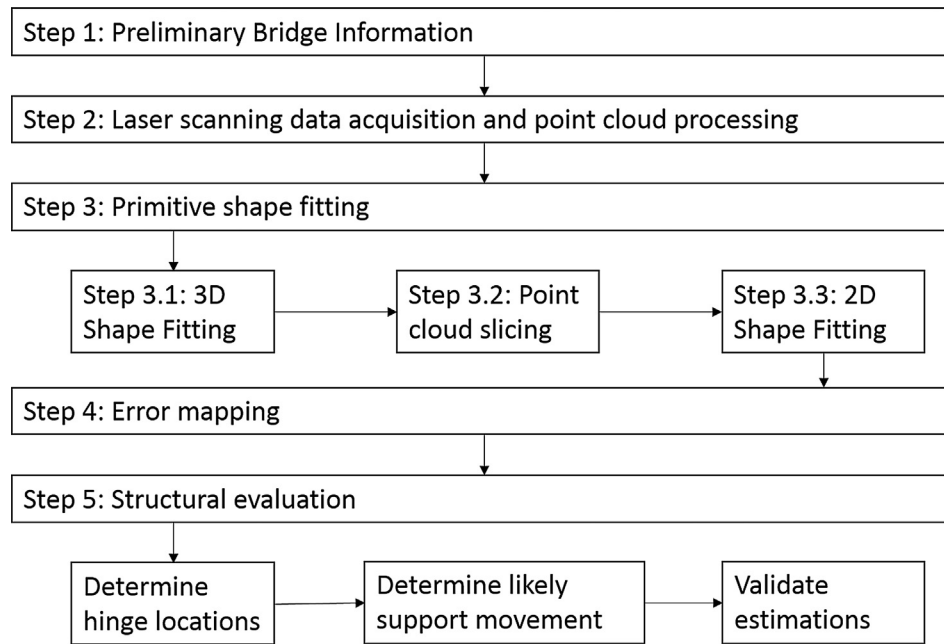 Step 1: Preliminary Bridge Information
Step 2: Laser scanning data acquisition and point cloud processing
Step 3: Primitive shape fitting
Step 3.1: 3D
Shape Fitting
Step 3.2: Point
cloud slicing
Step 3.3: 2D
Shape Fitting
Step 4: Error mapping
Step 5: Structural evaluation
Determine
hinge locations
Determine likely
support movement
Validate
estimations